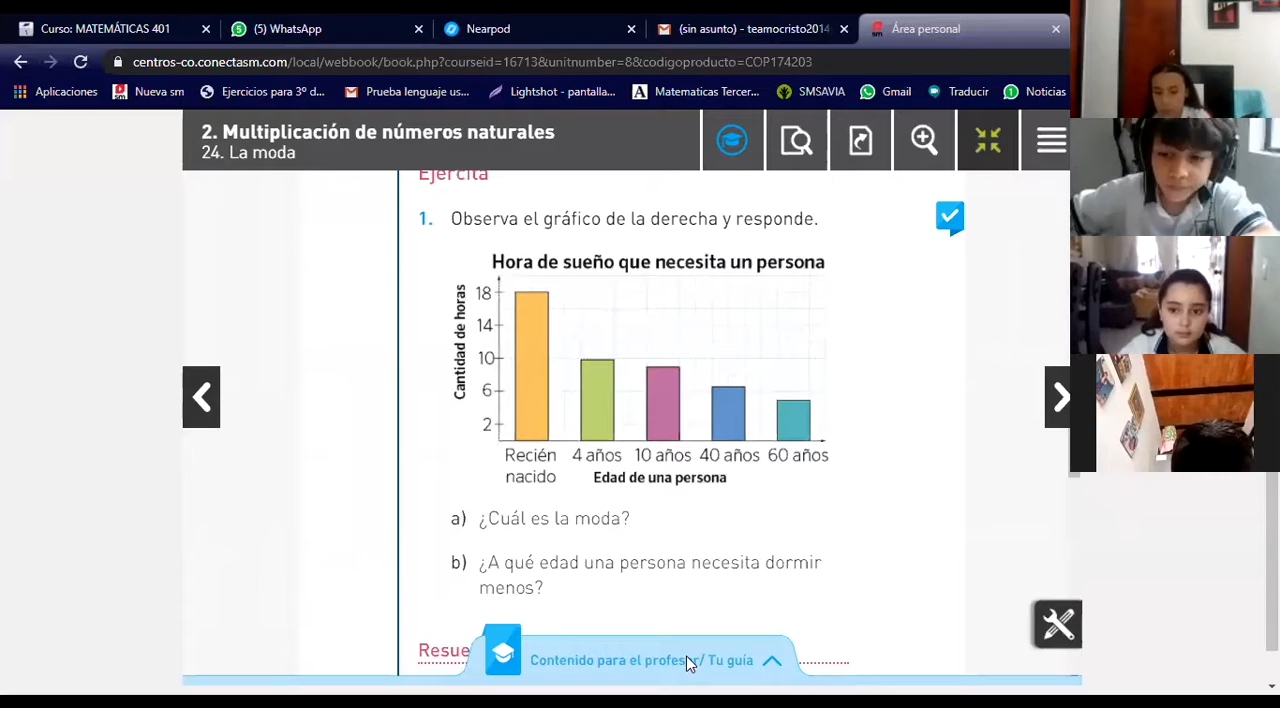 Curso: MATEMÁTICAS 401
(5) WhatsApp
Nearpod
(sin asunto) - teamocristo2014
Área personal
centros-co.conectasm.com/local/webbook/book.php?courseid=16713&unitnumber=8&codigoproducto=COP174203
Aplicaciones
Nueva sm
Ejercicios para 3º d...
Prueba lenguaje us...
Lightshot - pantalla...
Matematicas Tercer...
SMSAVIA
Gmail
Traducir
Noticias
2. Multiplicación de números naturales
24. La moda
Ejercita
1. Observa el gráfico de la derecha y responde.
Hora de sueño que necesita un persona
Cantidad de horas
18
14
10
6
2
Recién nacido
4 años
10 años
40 años
60 años
Edad de una persona
a) ¿Cuál es la moda?
b) ¿A qué edad una persona necesita dormir
menos?
Resue
Contenido para el profesor/ Tu guía